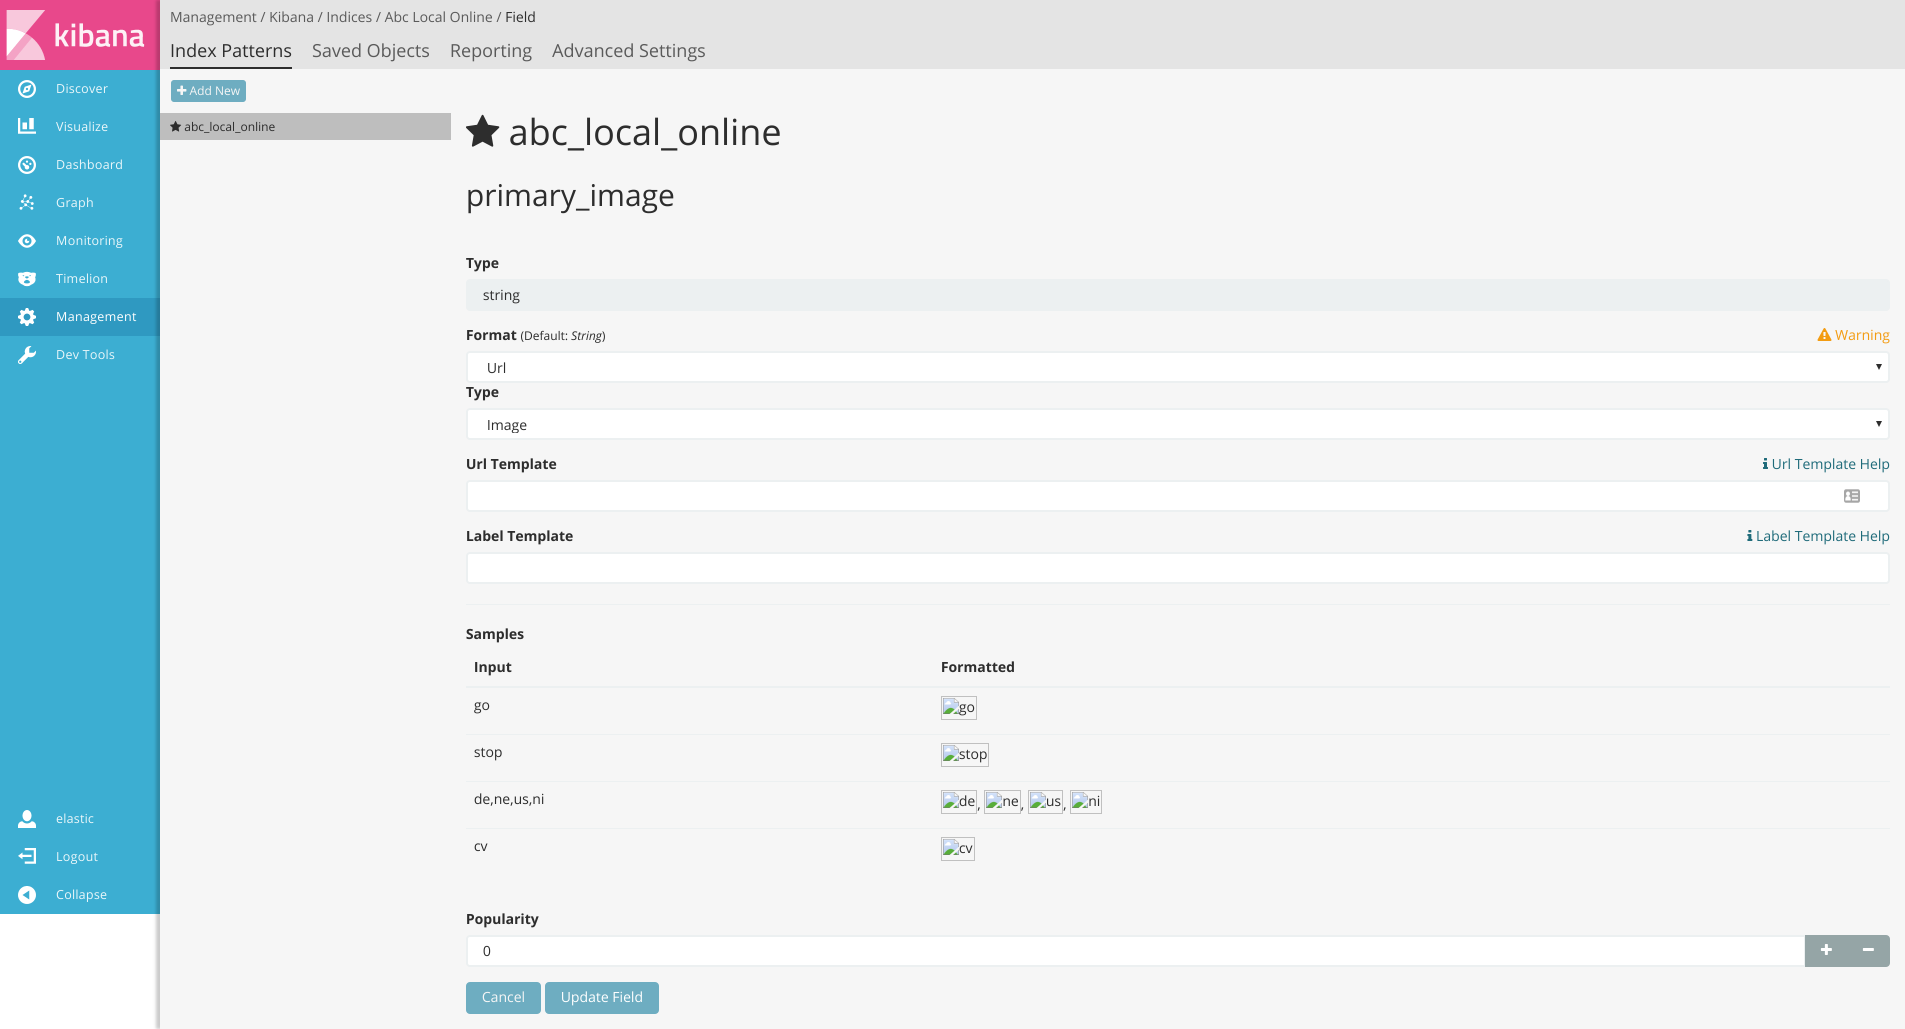 kibana
Discover
Visualize
Dashboard
Graph
Monitoring
Timelion
Management
Dev Tools
elastic
Logout
Collapse
Management / Kibana / Indices / Abc Local Online / Field
Index Patterns Saved Objects Reporting Advanced Settings
Add New
abc_local_online
abc_local_online
primary_image
Type
string
Format (Default: String) Warning
Url
Type
Image
Url Template Url Template Help
Label Template Label Template Help
Samples
Input Formatted
go go
stop stop
de,ne,us,ni de, ne, us, ni
cv cv
Popularity
0
Cancel Update Field